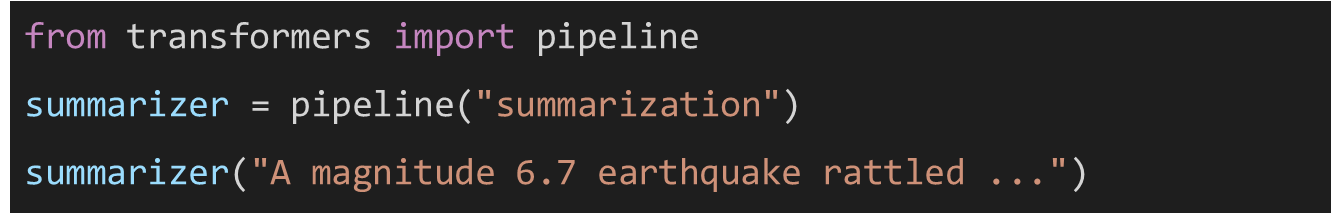 from transformers import pipeline
summarizer = pipeline("summarization")
summarizer("A magnitude 6.7 earthquake rattled ...")